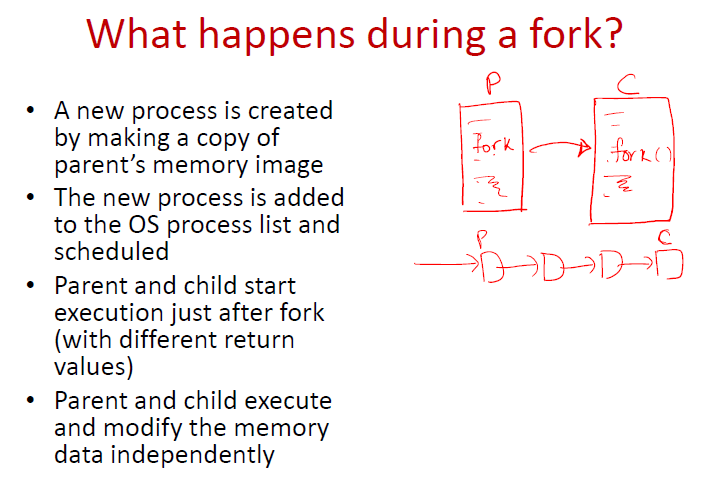 What happens during a fork?
• A new process is created
by making a copy of
parent's memory image
• The new process is added
to the OS process list and
scheduled
• Parent and child start
execution just after fork
(with different return
values)
• Parent and child execute
and modify the memory
data independently
P
C
fork
fork()
P
C